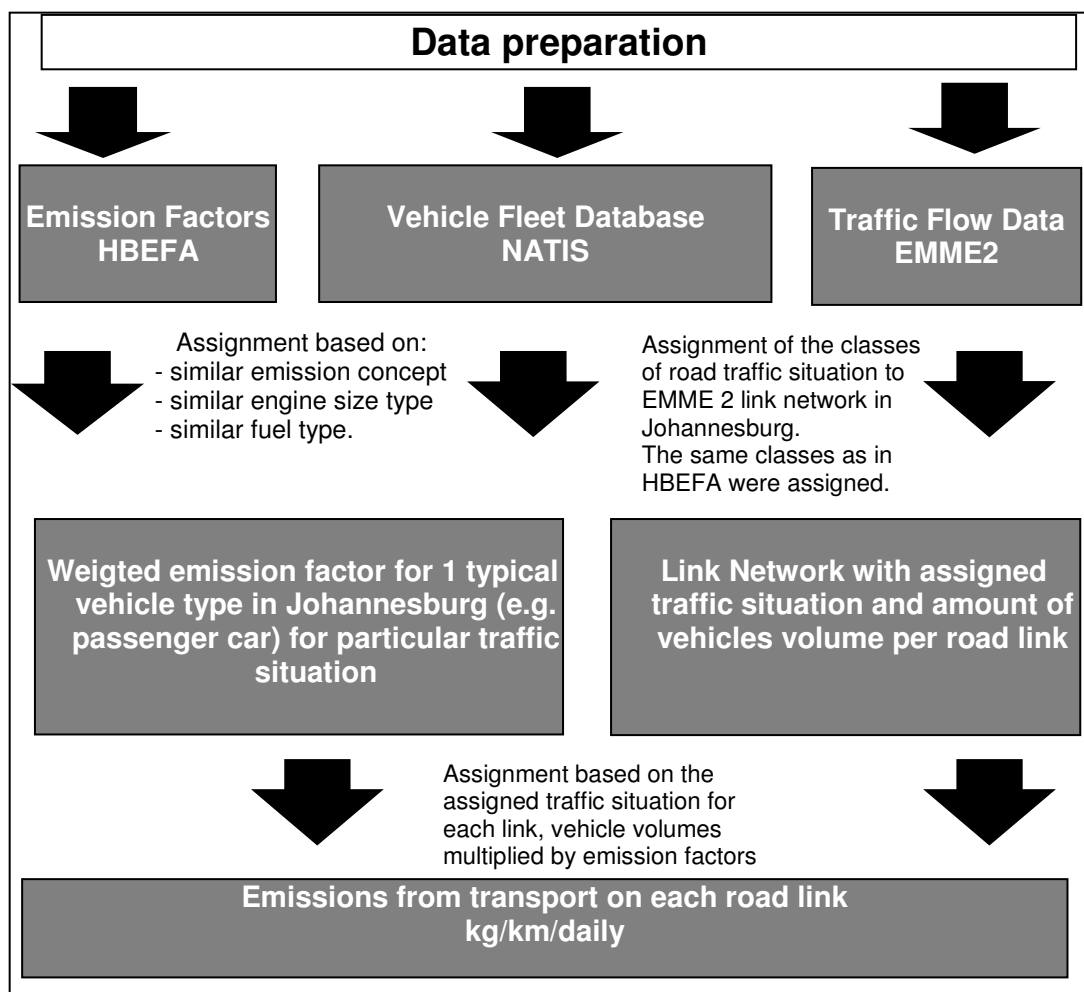 Data preparation
Emission Factors
HBEFA
Vehicle Fleet Database
NATIS
Traffic Flow Data
EMME2
Assignment based on:
- similar emission concept
- similar engine size type
- similar fuel type.
Assignment of the classes
of road traffic situation to
EMME 2 link network in
Johannesburg.
The same classes as in
HBEFA were assigned.
Weigted emission factor for 1 typical
vehicle type in Johannesburg (e.g.
passenger car) for particular traffic
situation
Link Network with assigned
traffic situation and amount of
vehicles volume per road link
Assignment based on the
assigned traffic situation for
each link, vehicle volumes
multiplied by emission factors
Emissions from transport on each road link
kg/km/daily